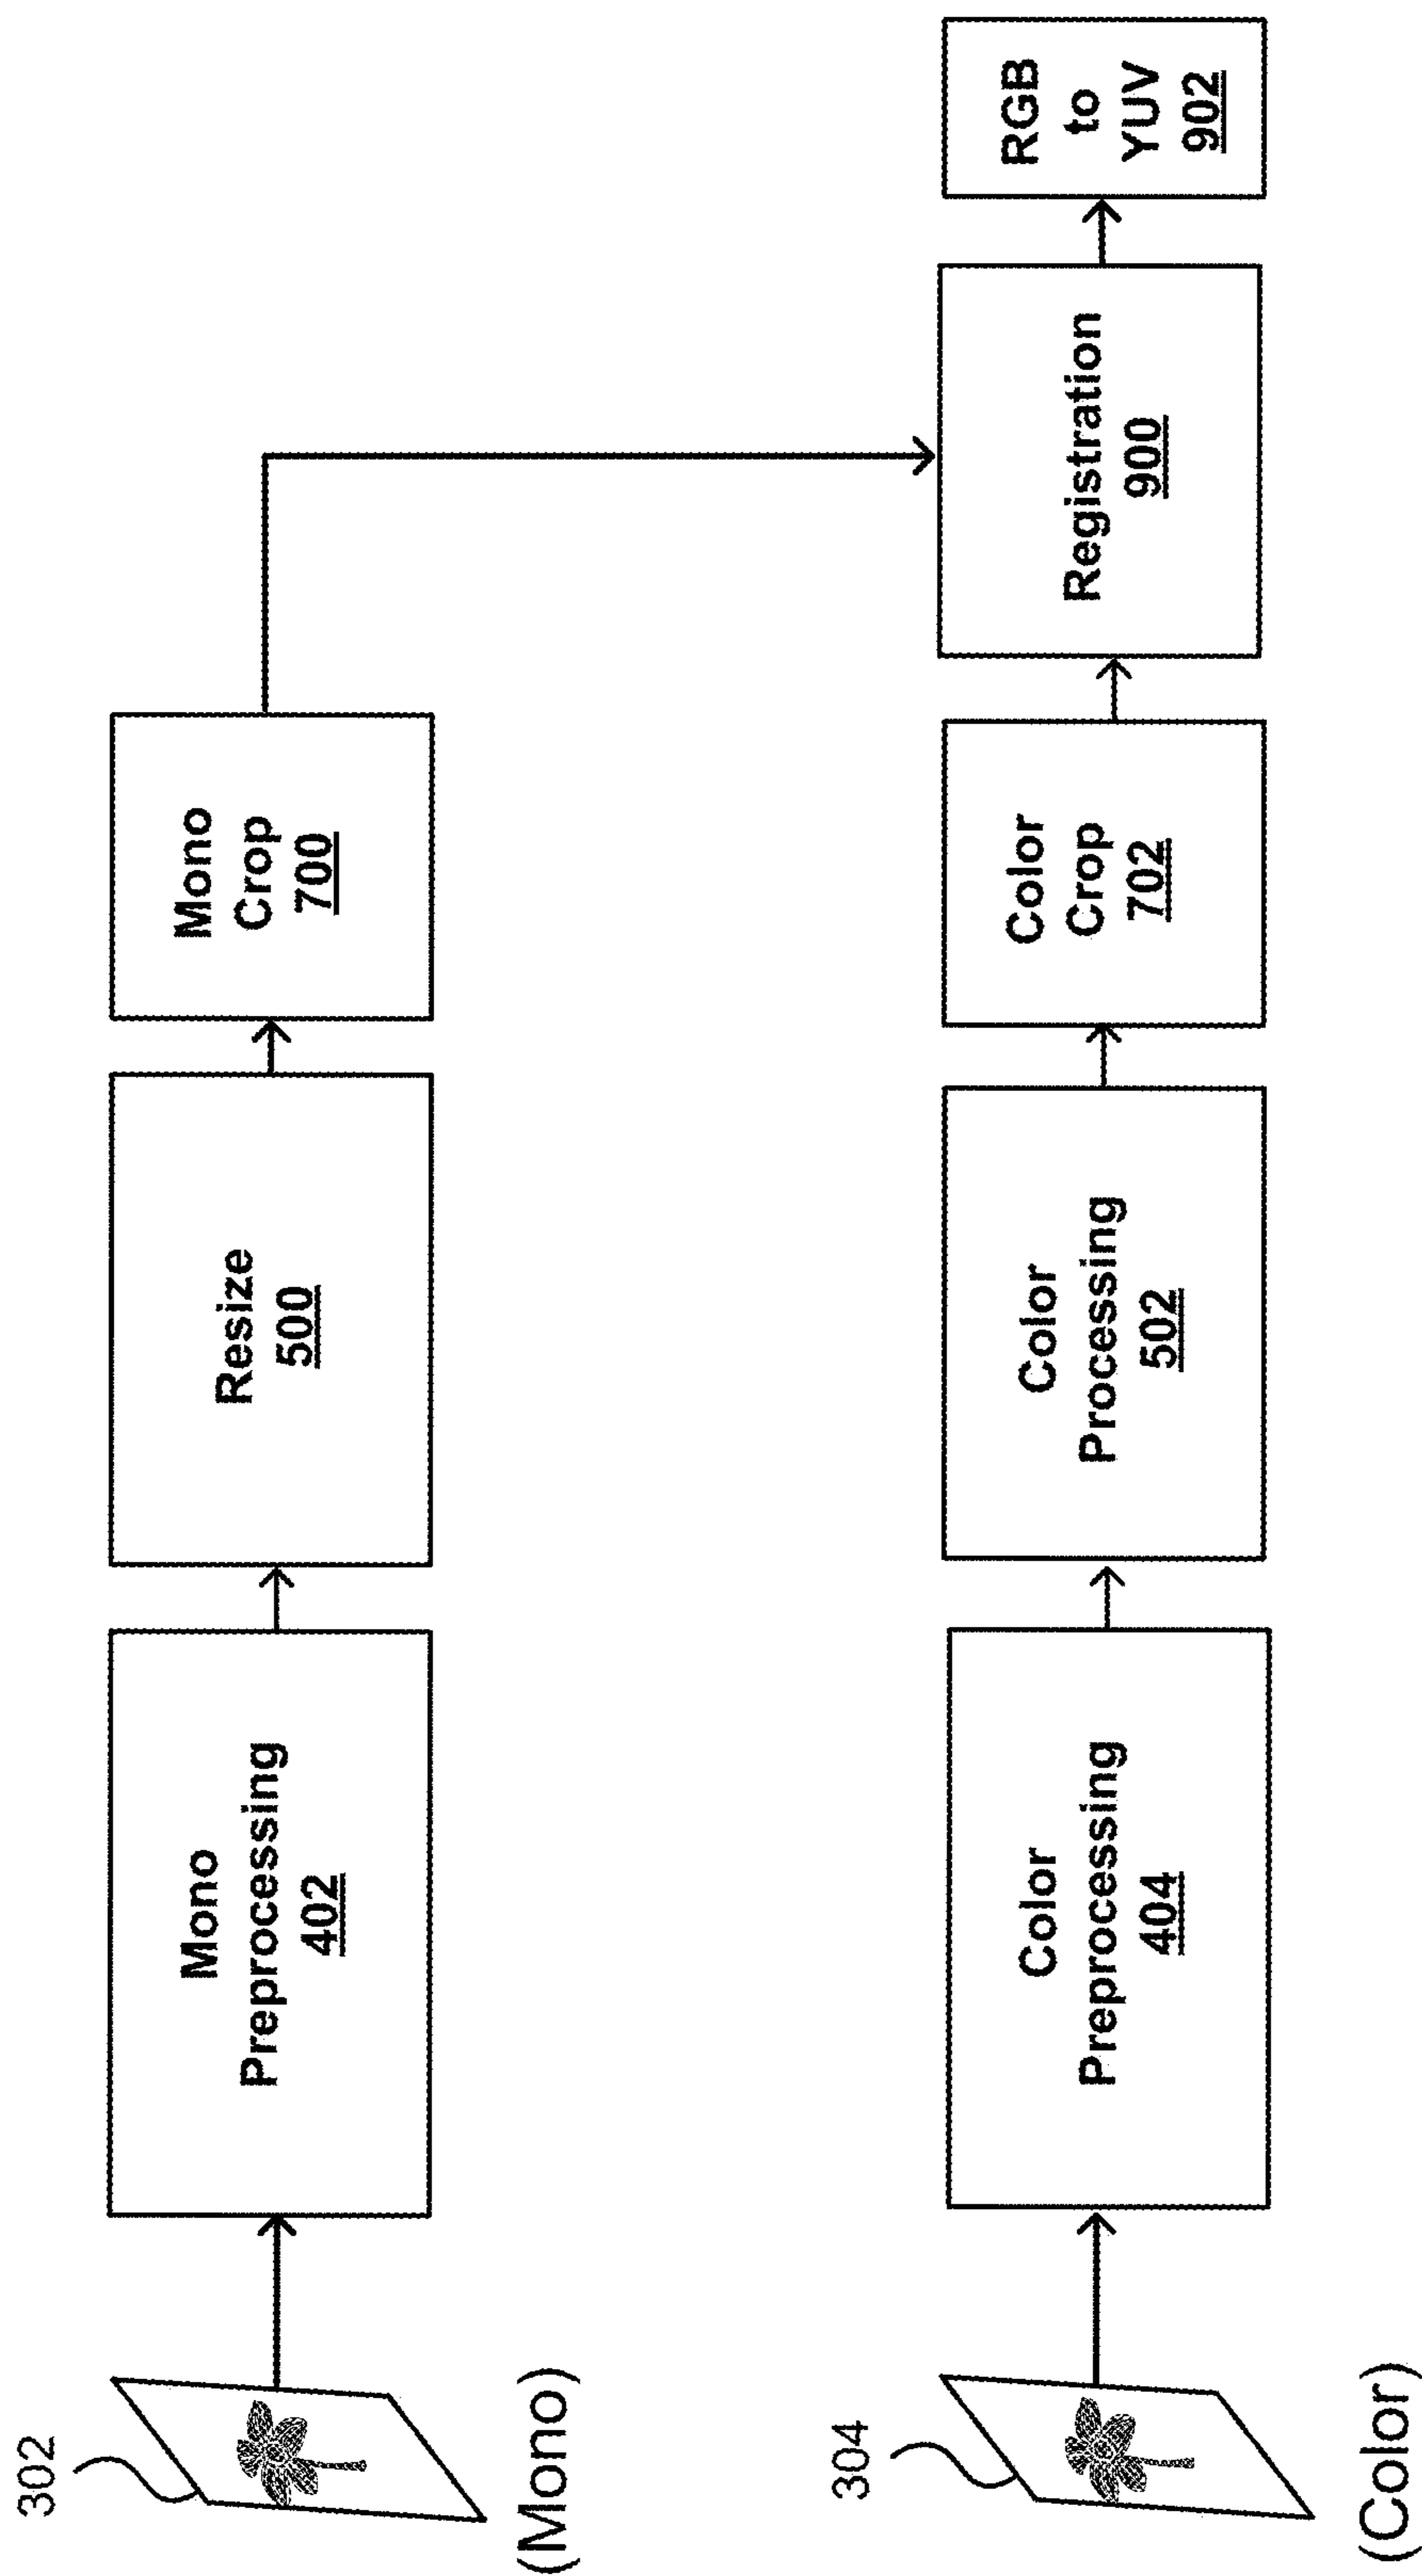 302
(Mono)
Mono
Preprocessing
402
Resize
500
Mono
Crop
700
304
(Color)
Color
Preprocessing
404
Color
Processing
502
Color
Crop
702
Registration
900
RGB
to
YUV
902